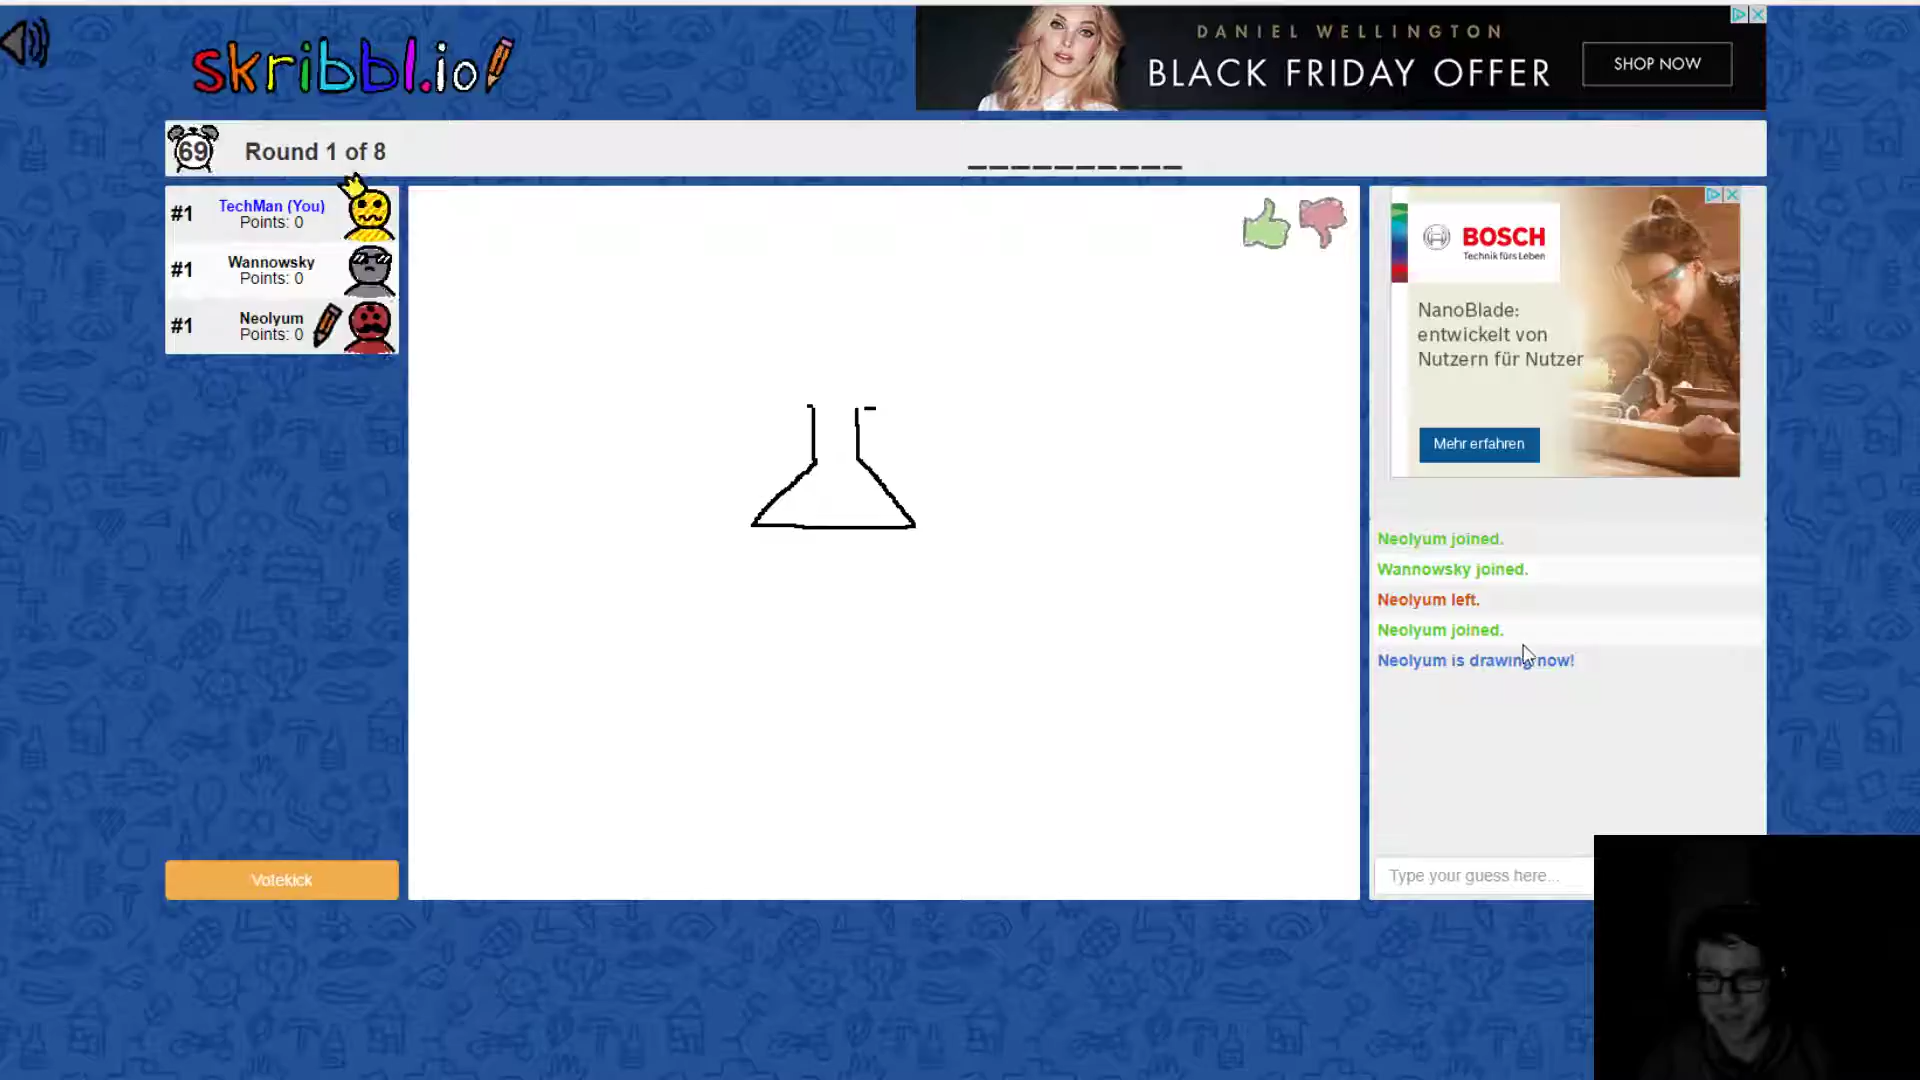 skribbl.io
DANIEL WELLINGTON
BLACK FRIDAY OFFER
SHOP NOW
69
Round 1 of 8
__________
#1
TechMan (You)
Points: 0
#1
Wannowsky
Points: 0
#1
Neolyum
Points: 0
BOSCH
Technik fürs Leben
NanoBlade:
entwickelt von
Nutzern für Nutzer
Mehr erfahren
Neolyum joined.
Wannowsky joined.
Neolyum left.
Neolyum joined.
Neolyum is drawing now!
Votekick
Type your guess here...